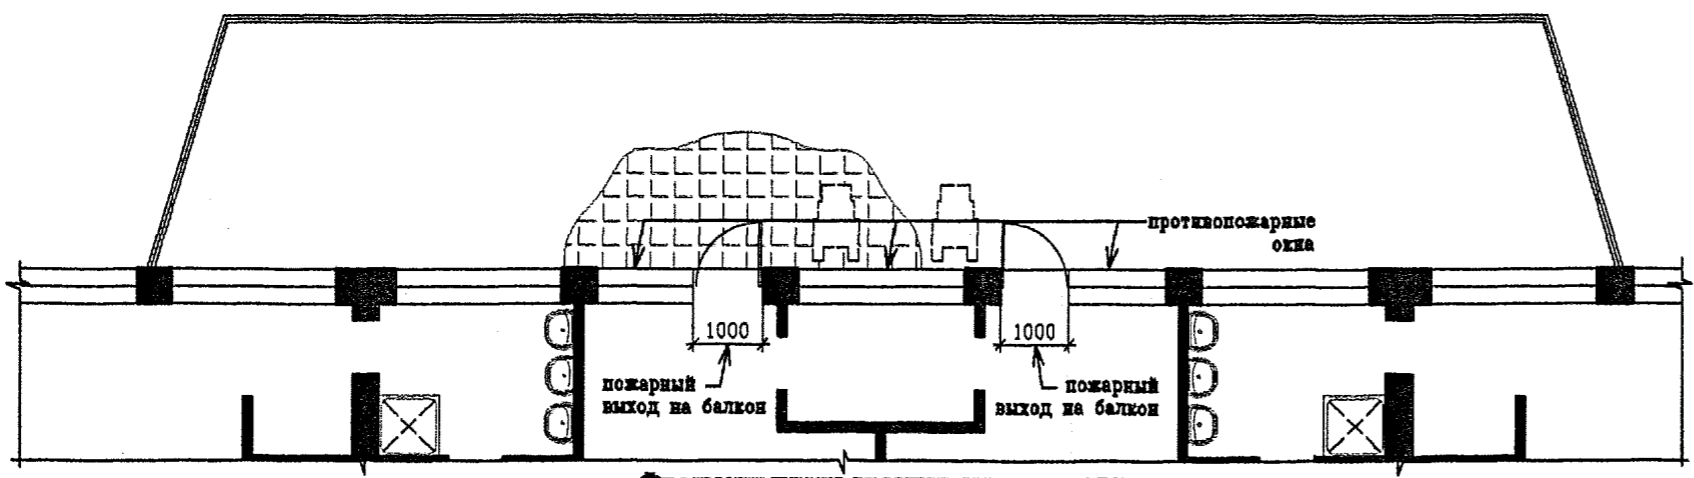 противопожарные
окна
1000
1000
пожарный
выход на балкон
пожарный
выход на балкон